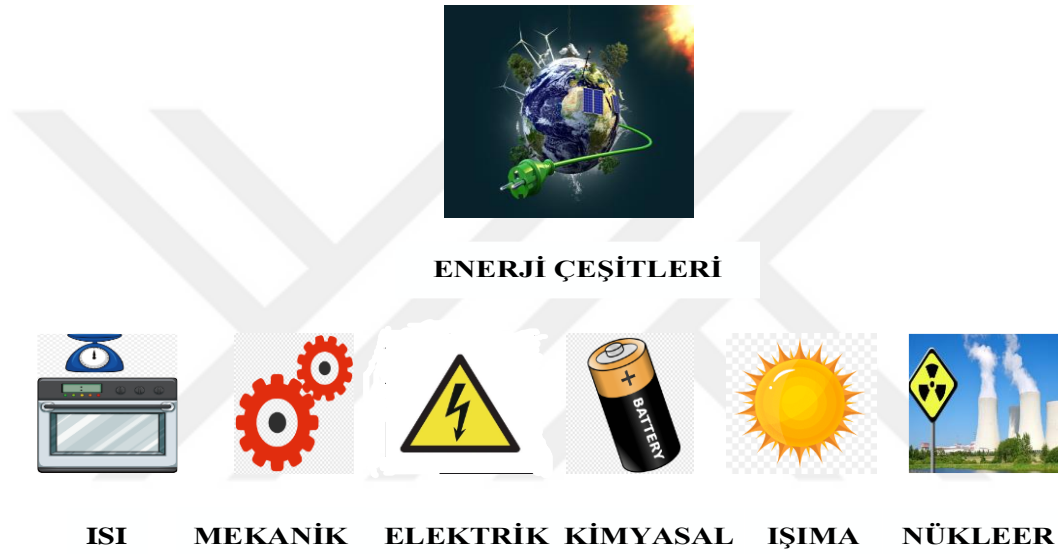 ENERJİ ÇEŞİTLERİ
BATTERY
ISI MEKANİK ELEKTRİK KİMYASAL IŞIMA NÜKLEER